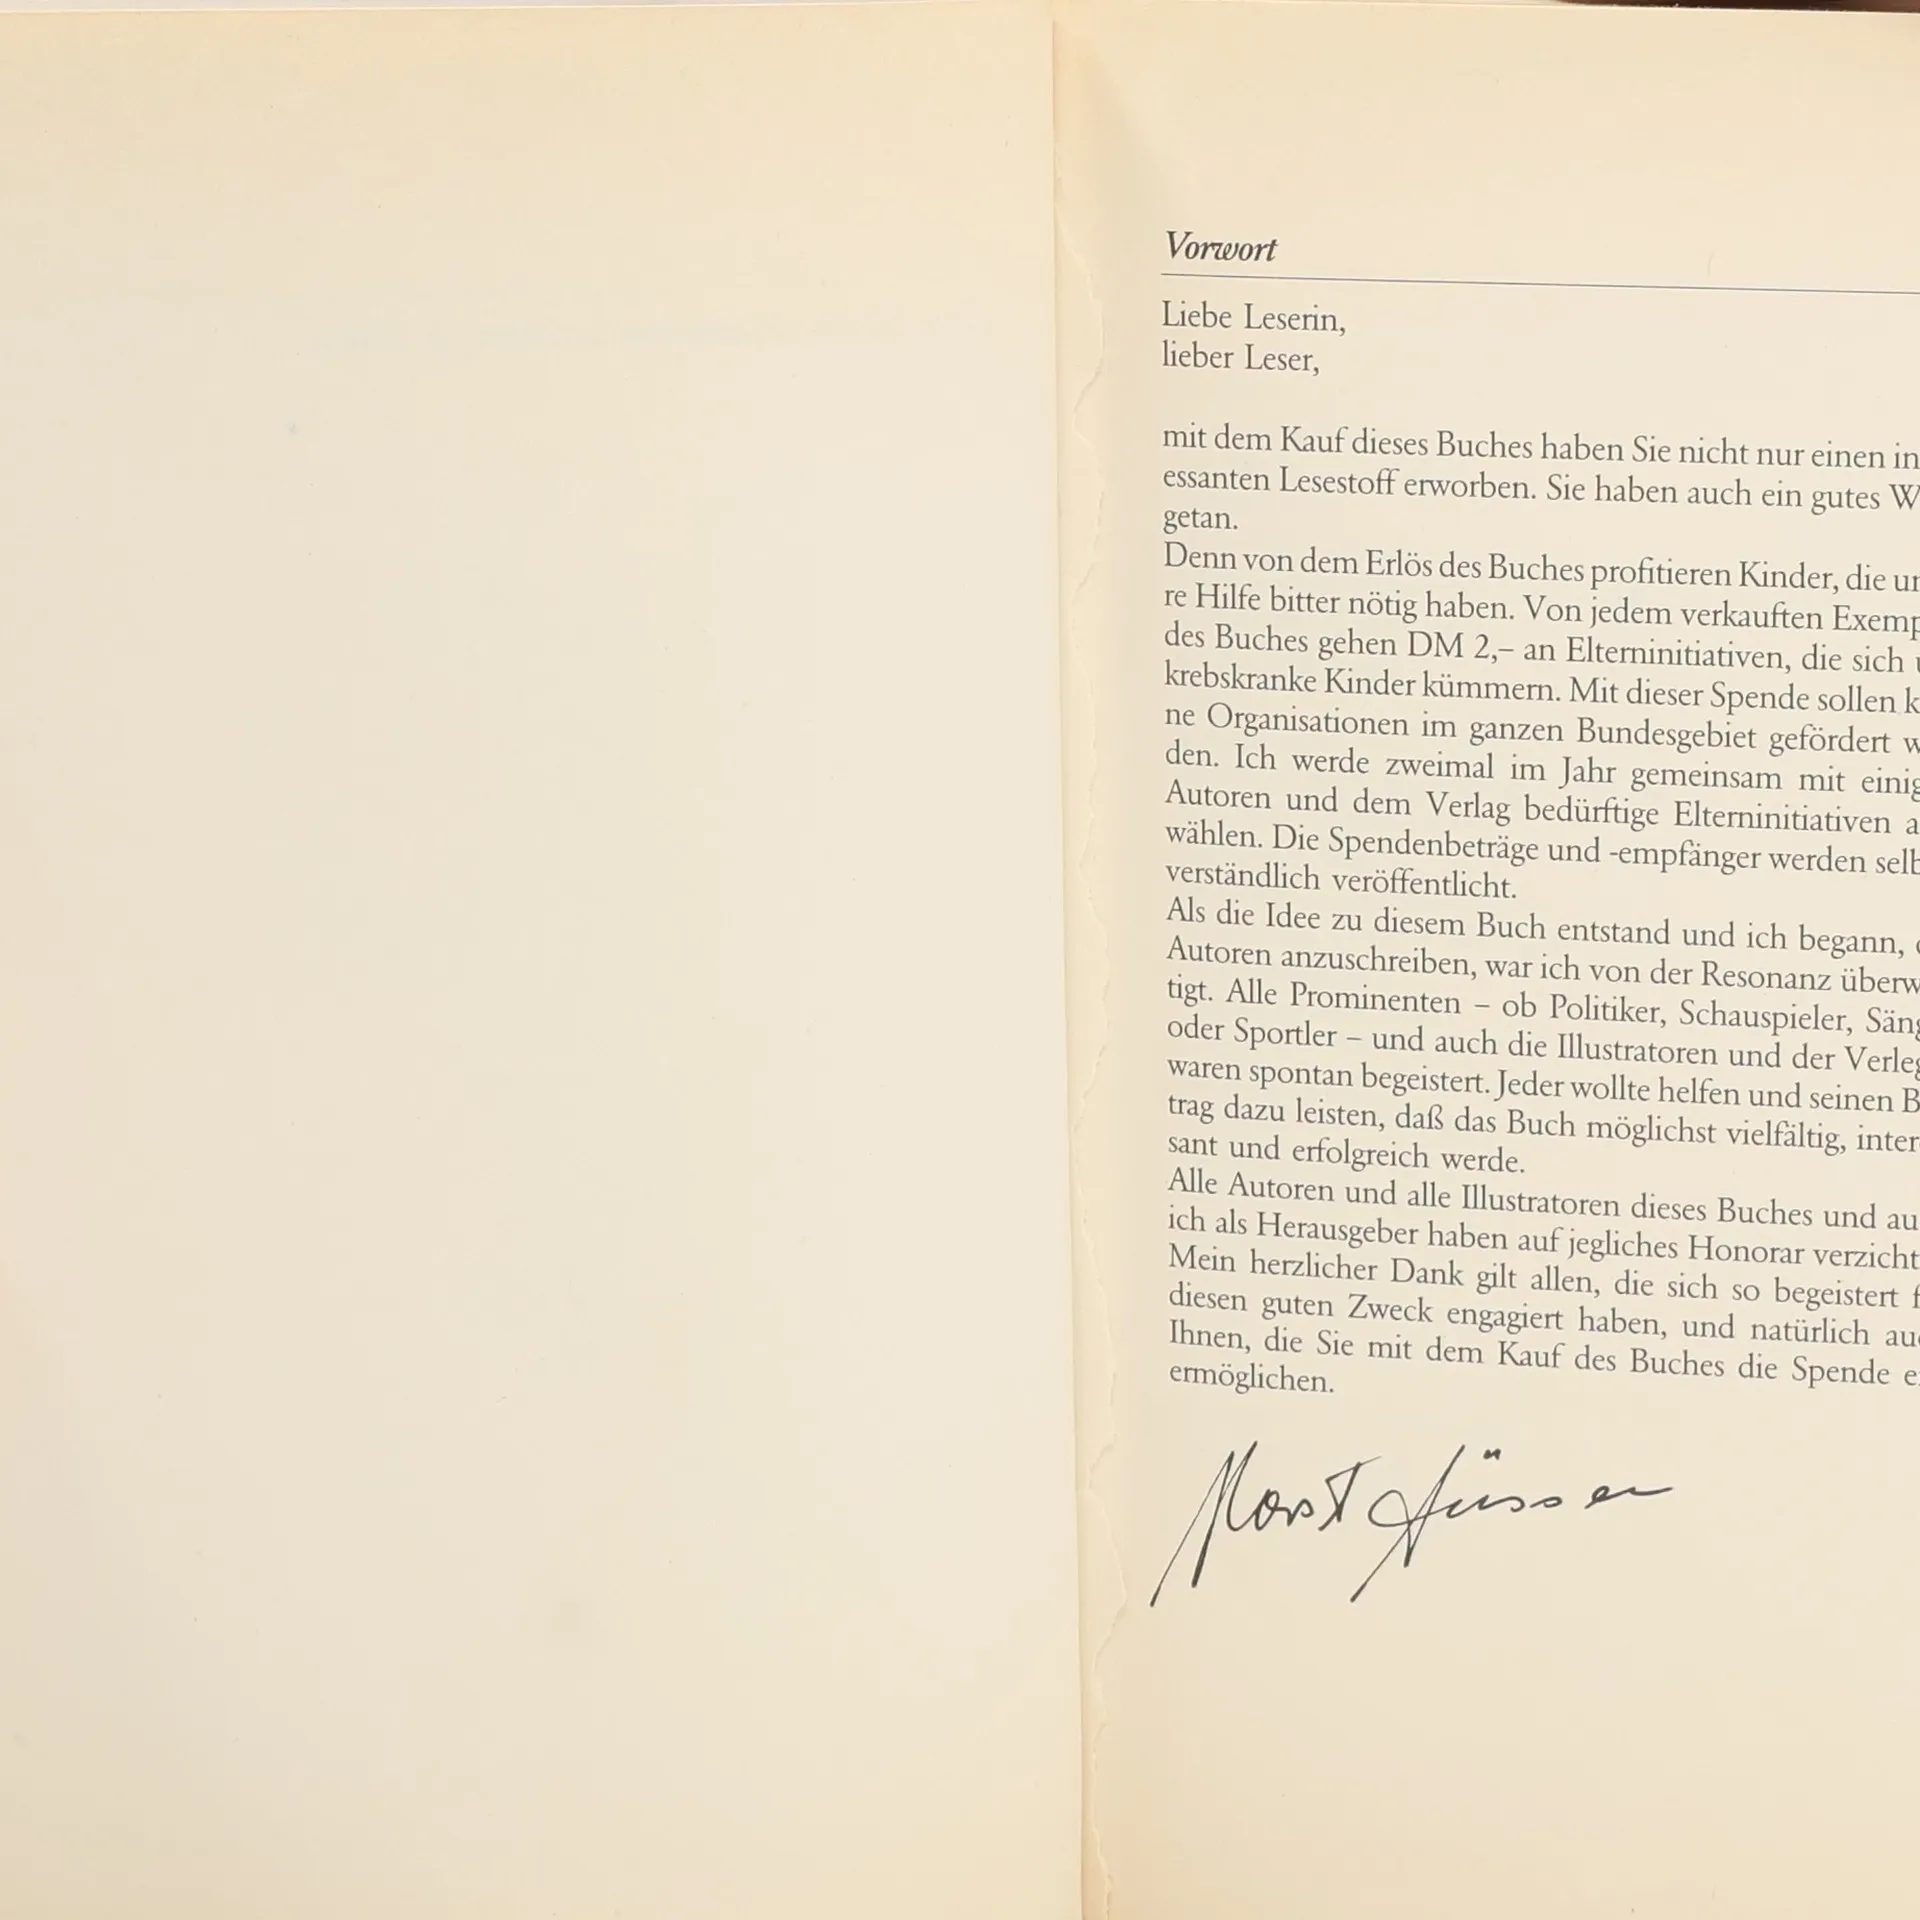 Vorwort
Liebe Leserin,
lieber Leser,
mit dem Kauf dieses Buches haben Sie nicht nur einen in
essanten Lesestoff erworben. Sie haben auch ein gutes W
getan.
Denn von dem Erlös des Buches profitieren Kinder, die un
re Hilfe bitter nötig haben. Von jedem verkauften Exemp
des Buches gehen DM 2,– an Elterninitiativen, die sich u
krebskranke Kinder kümmern. Mit dieser Spende sollen k
ne Organisationen im ganzen Bundesgebiet gefördert w
den. Ich werde zweimal im Jahr gemeinsam mit einig
Autoren und dem Verlag bedürftige Elterninitiativen a
wählen. Die Spendenbeträge und -empfänger werden selb
verständlich veröffentlicht.
Als die Idee zu diesem Buch entstand und ich begann,
Autoren anzuschreiben, war ich von der Resonanz überw
tigt. Alle Prominenten – ob Politiker, Schauspieler, Säng
oder Sportler – und auch die Illustratoren und der Verleg
waren spontan begeistert. Jeder wollte helfen und seinen B
trag dazu leisten, daß das Buch möglichst vielfältig, inter
sant und erfolgreich werde.
Alle Autoren und alle Illustratoren dieses Buches und au
ich als Herausgeber haben auf jegliches Honorar verzicht
Mein herzlicher Dank gilt allen, die sich so begeistert f
diesen guten Zweck engagiert haben, und natürlich au
Ihnen, die Sie mit dem Kauf des Buches die Spende e
ermöglichen.
Horst